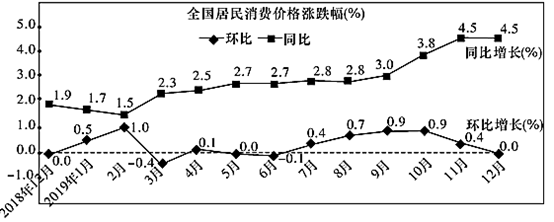 全国居民消费价格涨跌幅(%)
5.0
4.0
3.0
2.0
1.0
0.0
-1.0
环比 同比
1.9 1.7 1.5 2.3 2.5 2.7 2.7 2.8 2.8 3.0 3.8 4.5 4.5
同比增长(%)
0.0 0.5 1.0 -0.4 0.1 0.0 -0.1 0.4 0.7 0.9 0.9 0.4 0.0
环比增长(%)
2018年12月 2019年1月 2月 3月 4月 5月 6月 7月 8月 9月 10月 11月 12月